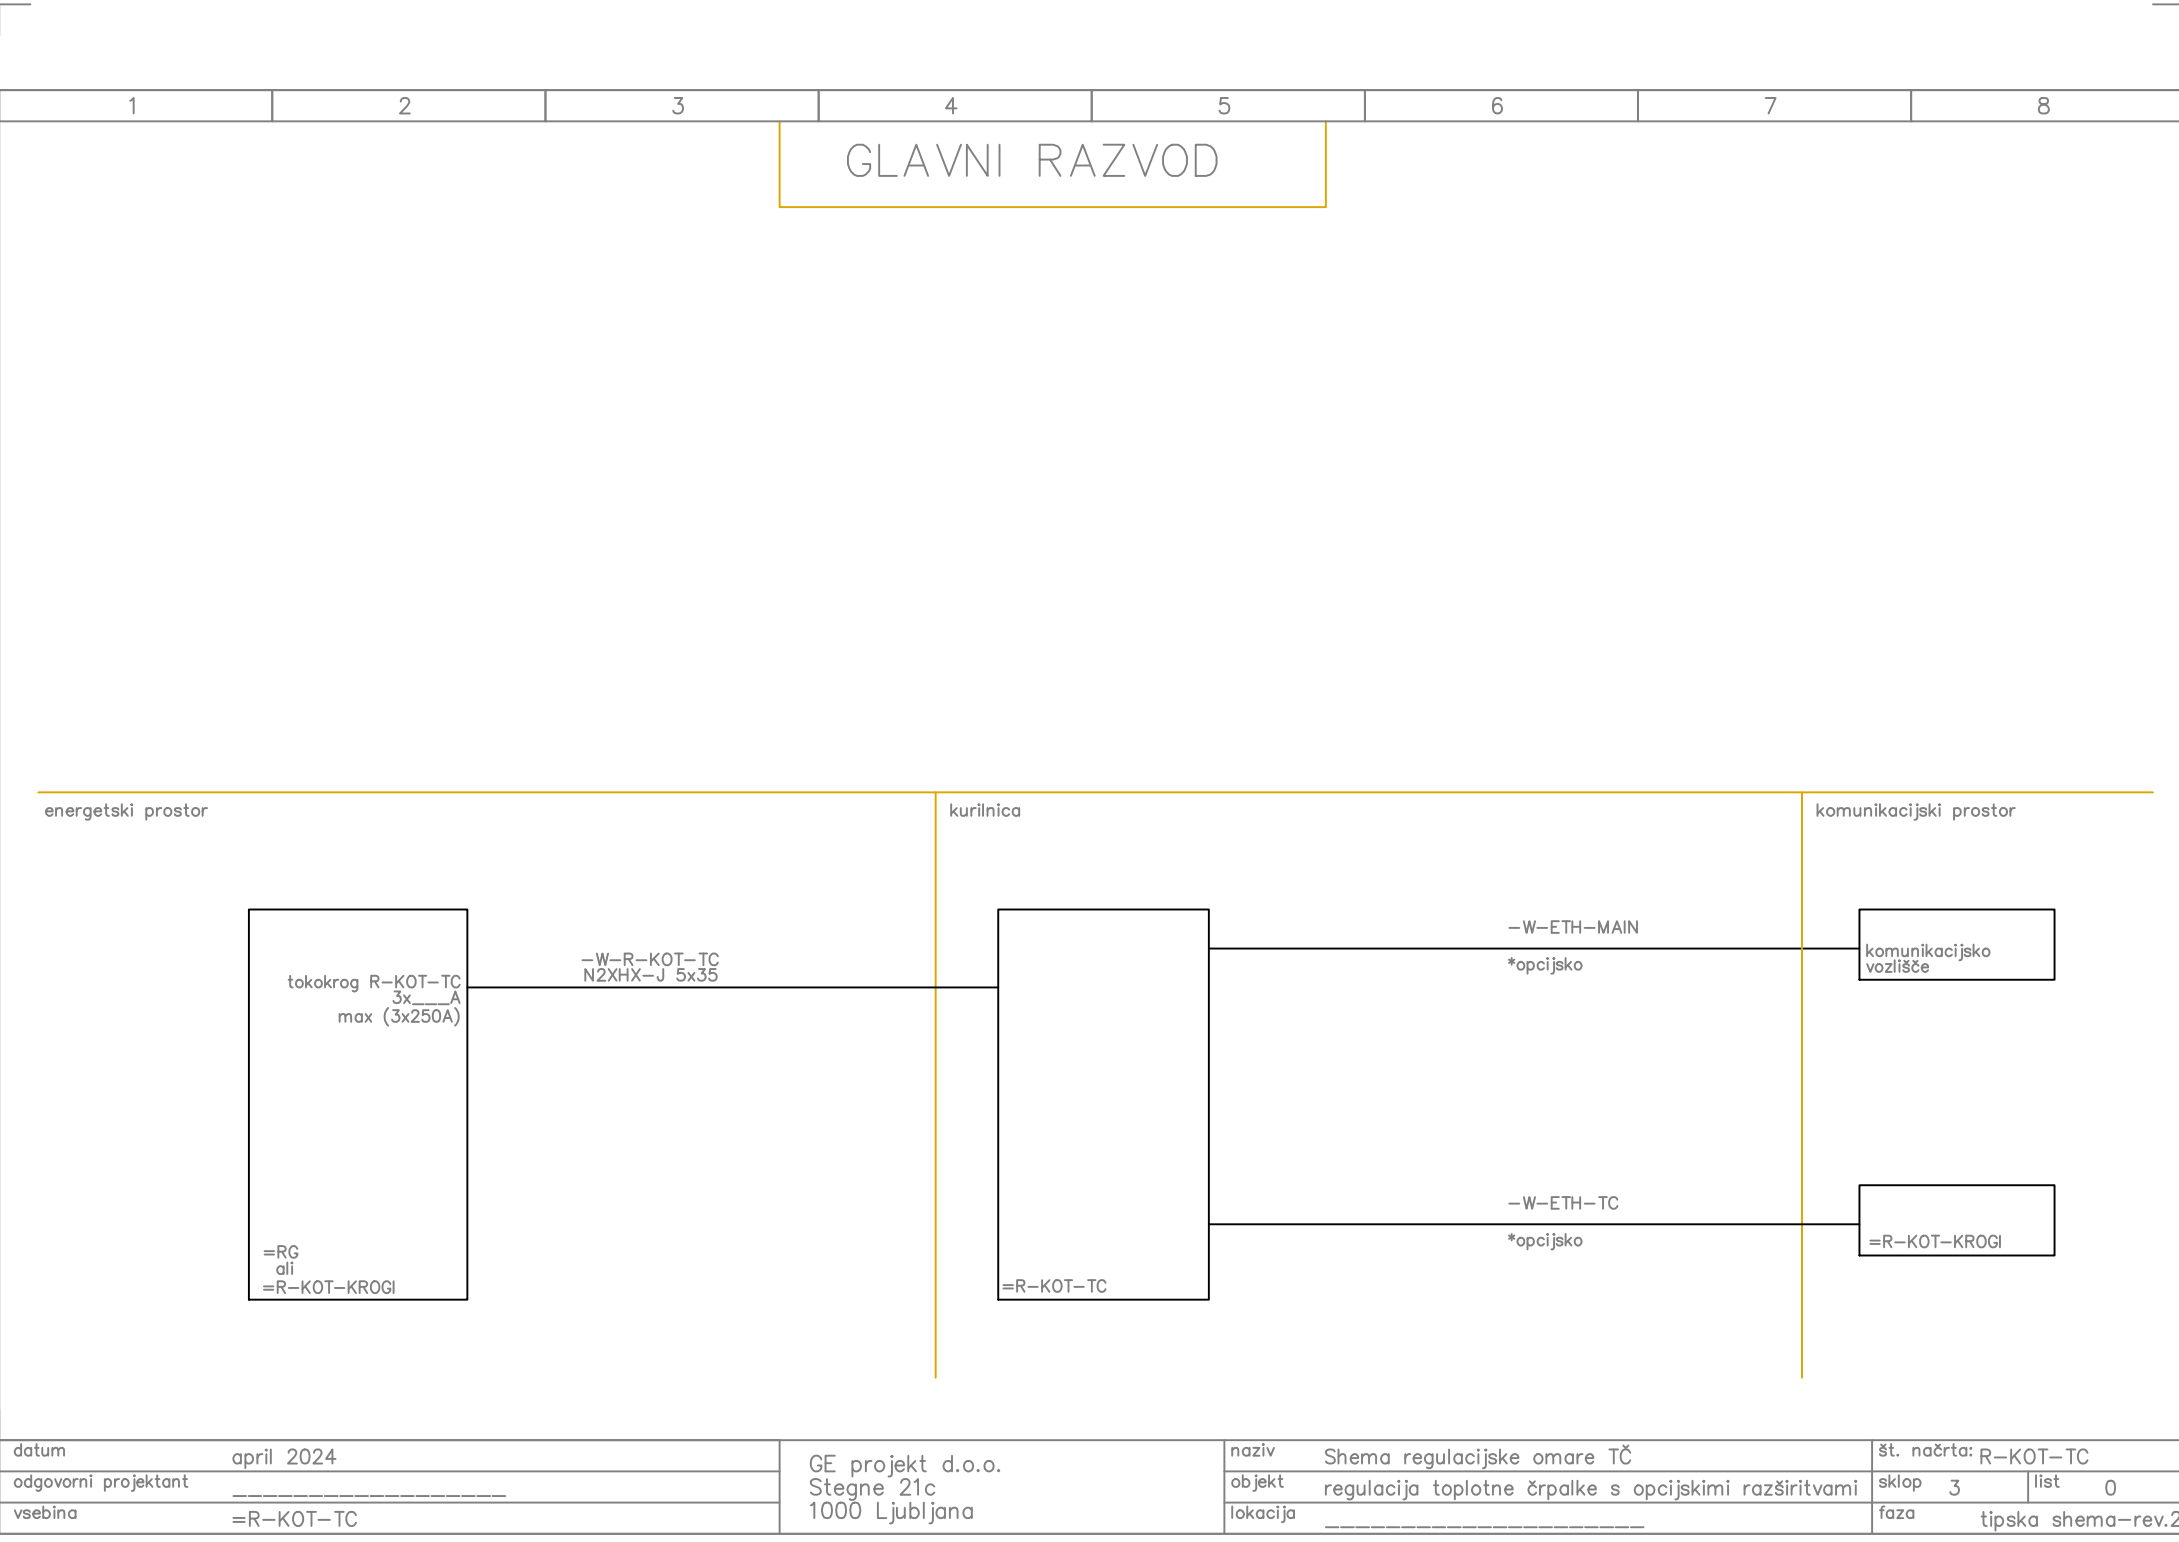 1 2 3 4 5 6 7 8
GLAVNI RAZVOD
energetski prostor
kurilnica
komunikacijski prostor
tokokrog R-KOT-TC
3x___A
max (3x250A)
=RG
ali
=R-KOT-KROGI
-W-R-KOT-TC
N2XHX-J 5x35
=R-KOT-TC
-W-ETH-MAIN
*opcijsko
komunikacijsko
vozlišče
-W-ETH-TC
*opcijsko
=R-KOT-KROGI
datum april 2024
odgovorni projektant __________________
vsebina =R-KOT-TC
GE projekt d.o.o.
Stegne 21c
1000 Ljubljana
naziv Shema regulacijske omare TČ
objekt regulacija toplotne črpalke s opcijskimi razširitvami
lokacija _____________________
št. načrta: R-KOT-TC
sklop 3 list 0
faza tipska shema-rev.2